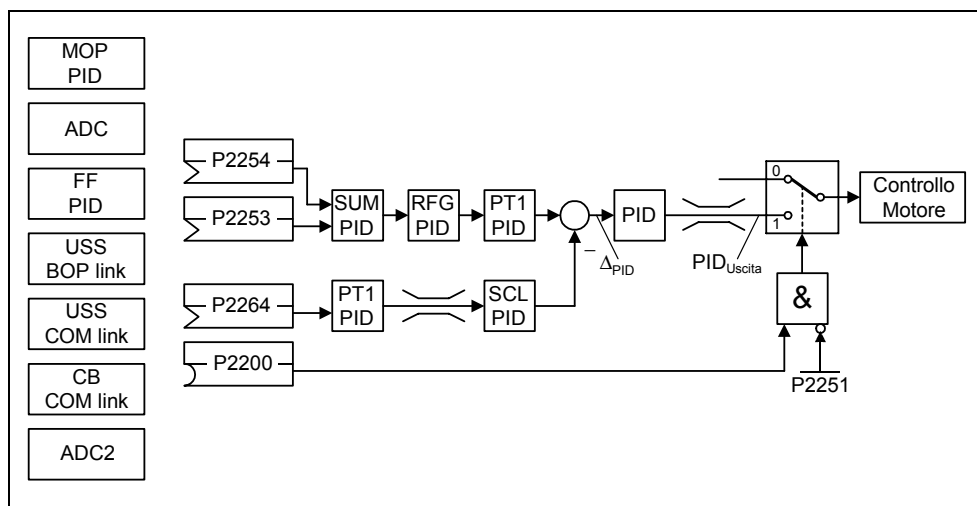 MOP
PID
ADC
FF
PID
USS
BOP link
USS
COM link
CB
COM link
ADC2
P2254
P2253
SUM
PID
RFG
PID
PT1
PID
−
ΔPID
PID
PIDUscita
0
1
Controllo
Motore
P2264
PT1
PID
SCL
PID
&
P2200
P2251